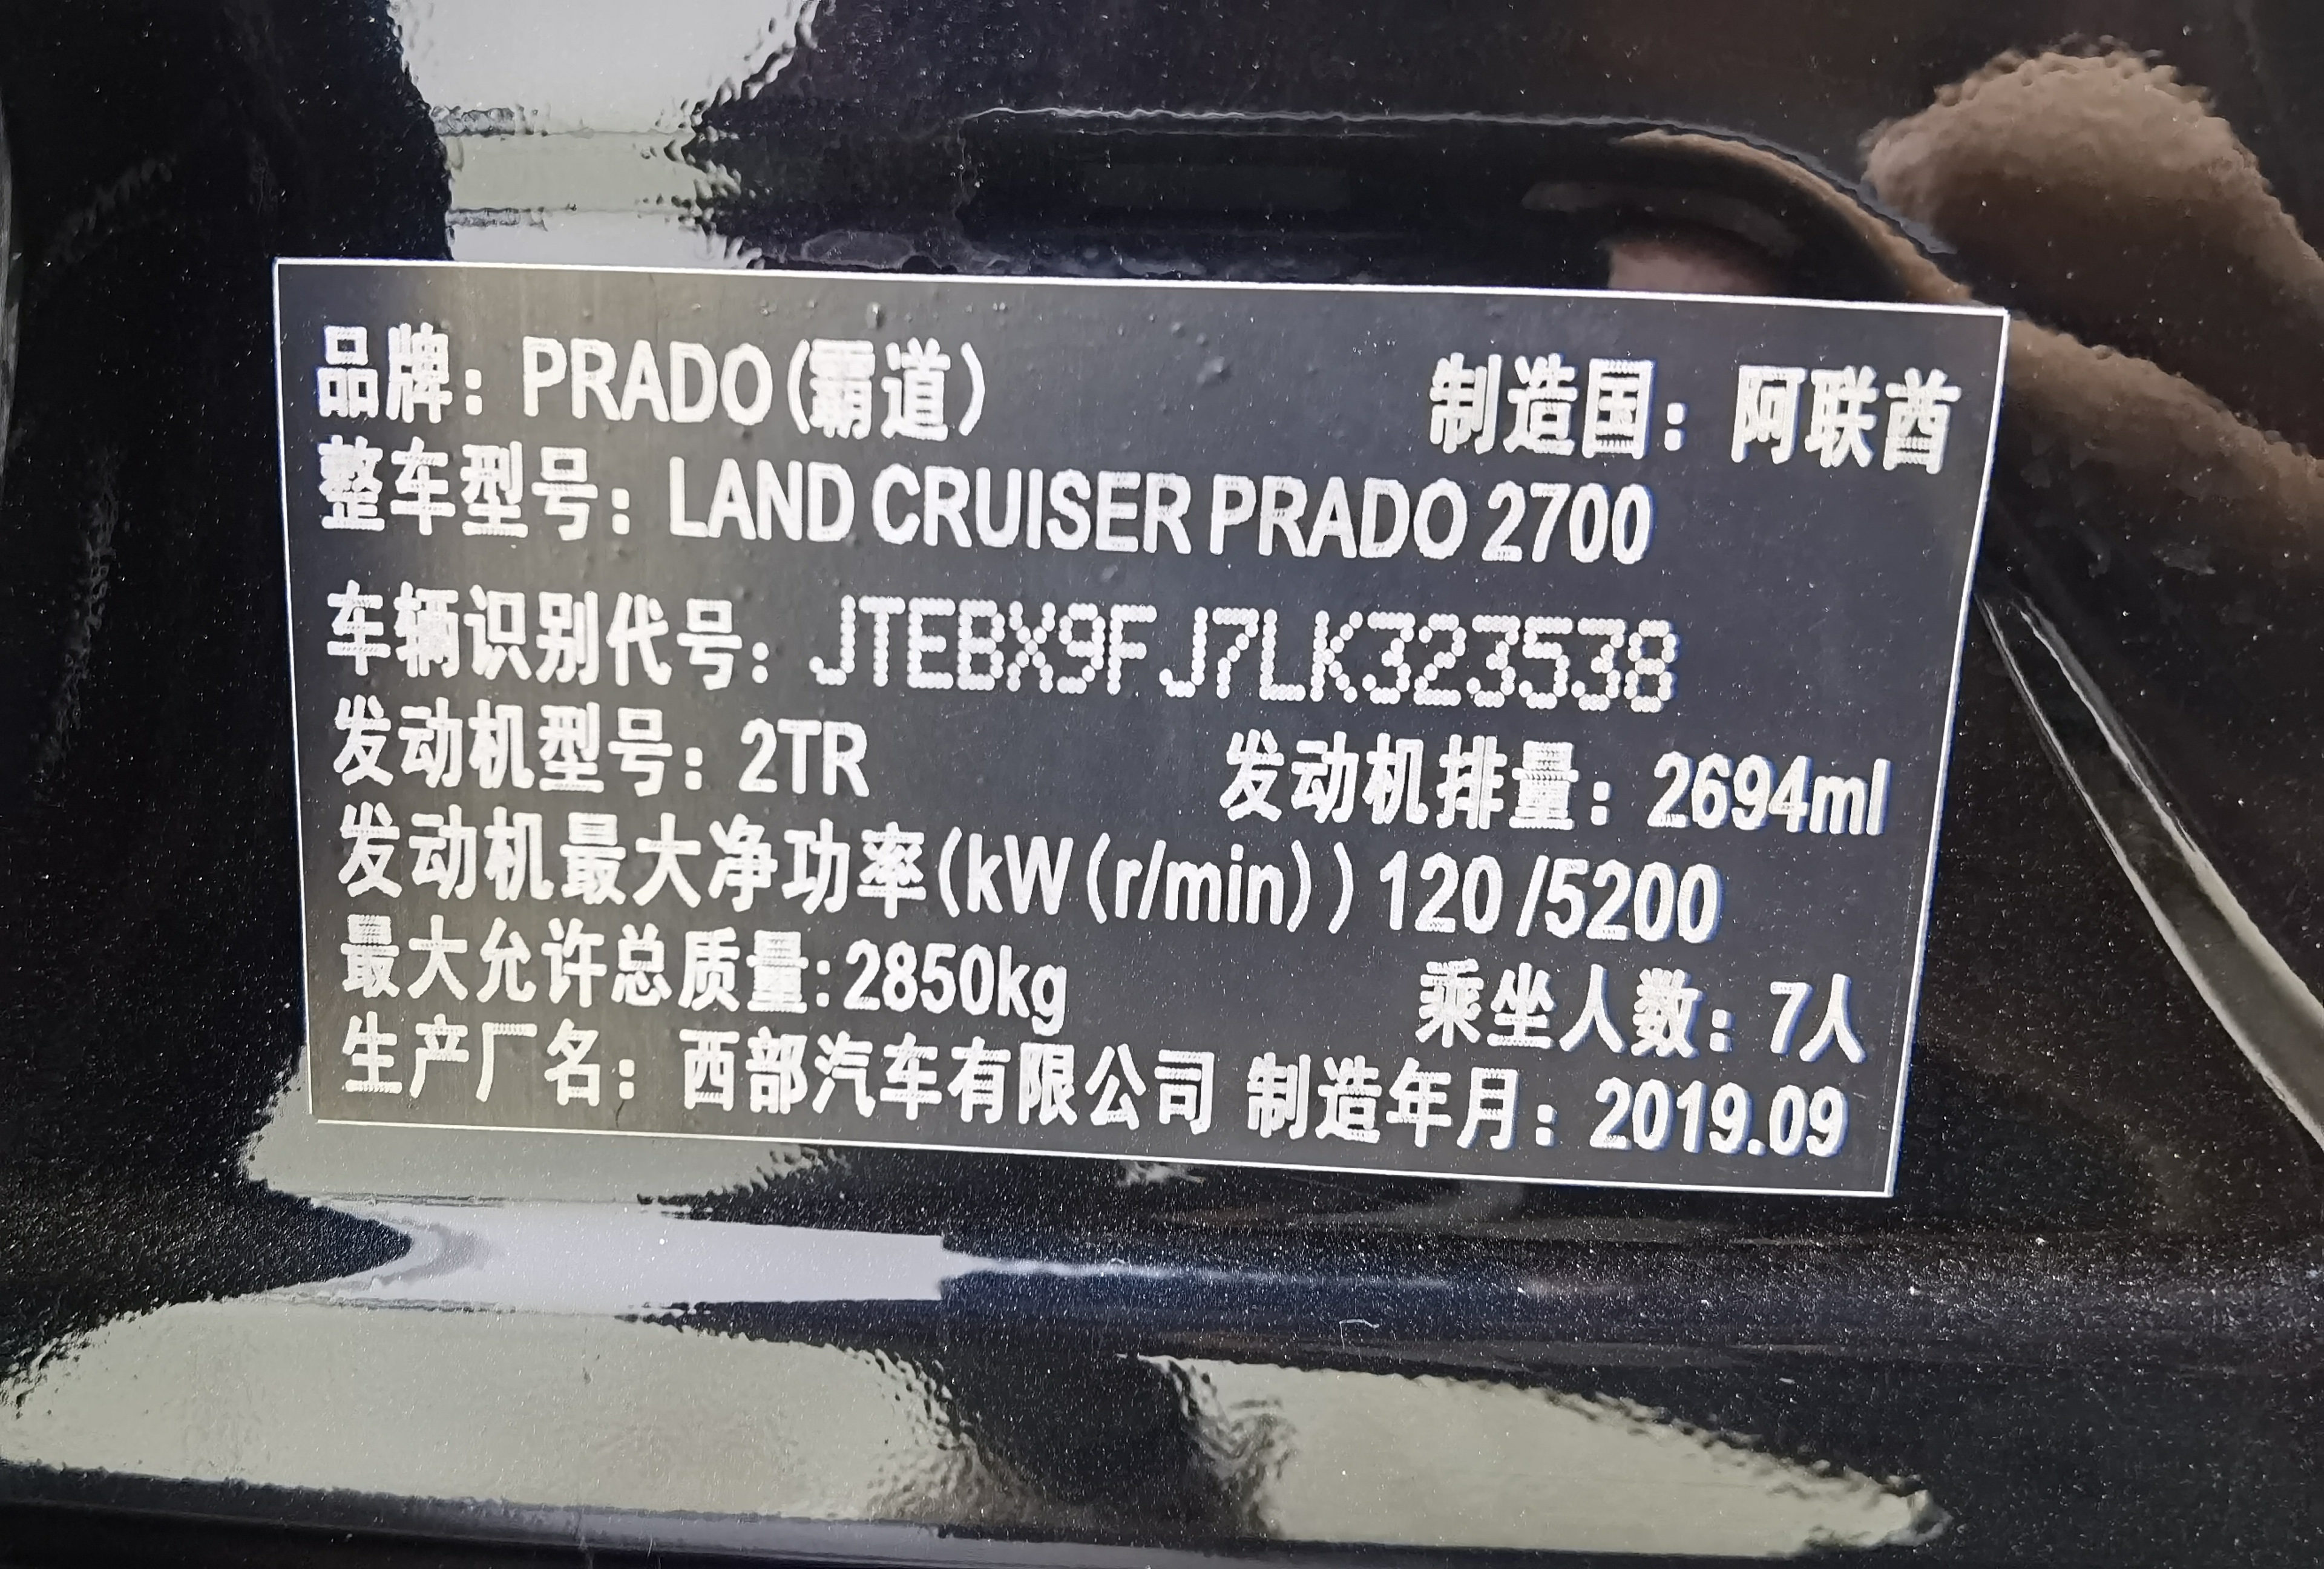 品牌：PRADO(霸道) 制造国：阿联酋
整车型号：LAND CRUISER PRADO 2700
车辆识别代号：JTEBX9FJ7LK323538
发动机型号：2TR 发动机排量：2694ml
发动机最大净功率(kW(r/min))120/5200
最大允许总质量:2850kg 乘坐人数：7人
生产厂名：西部汽车有限公司 制造年月：2019.09